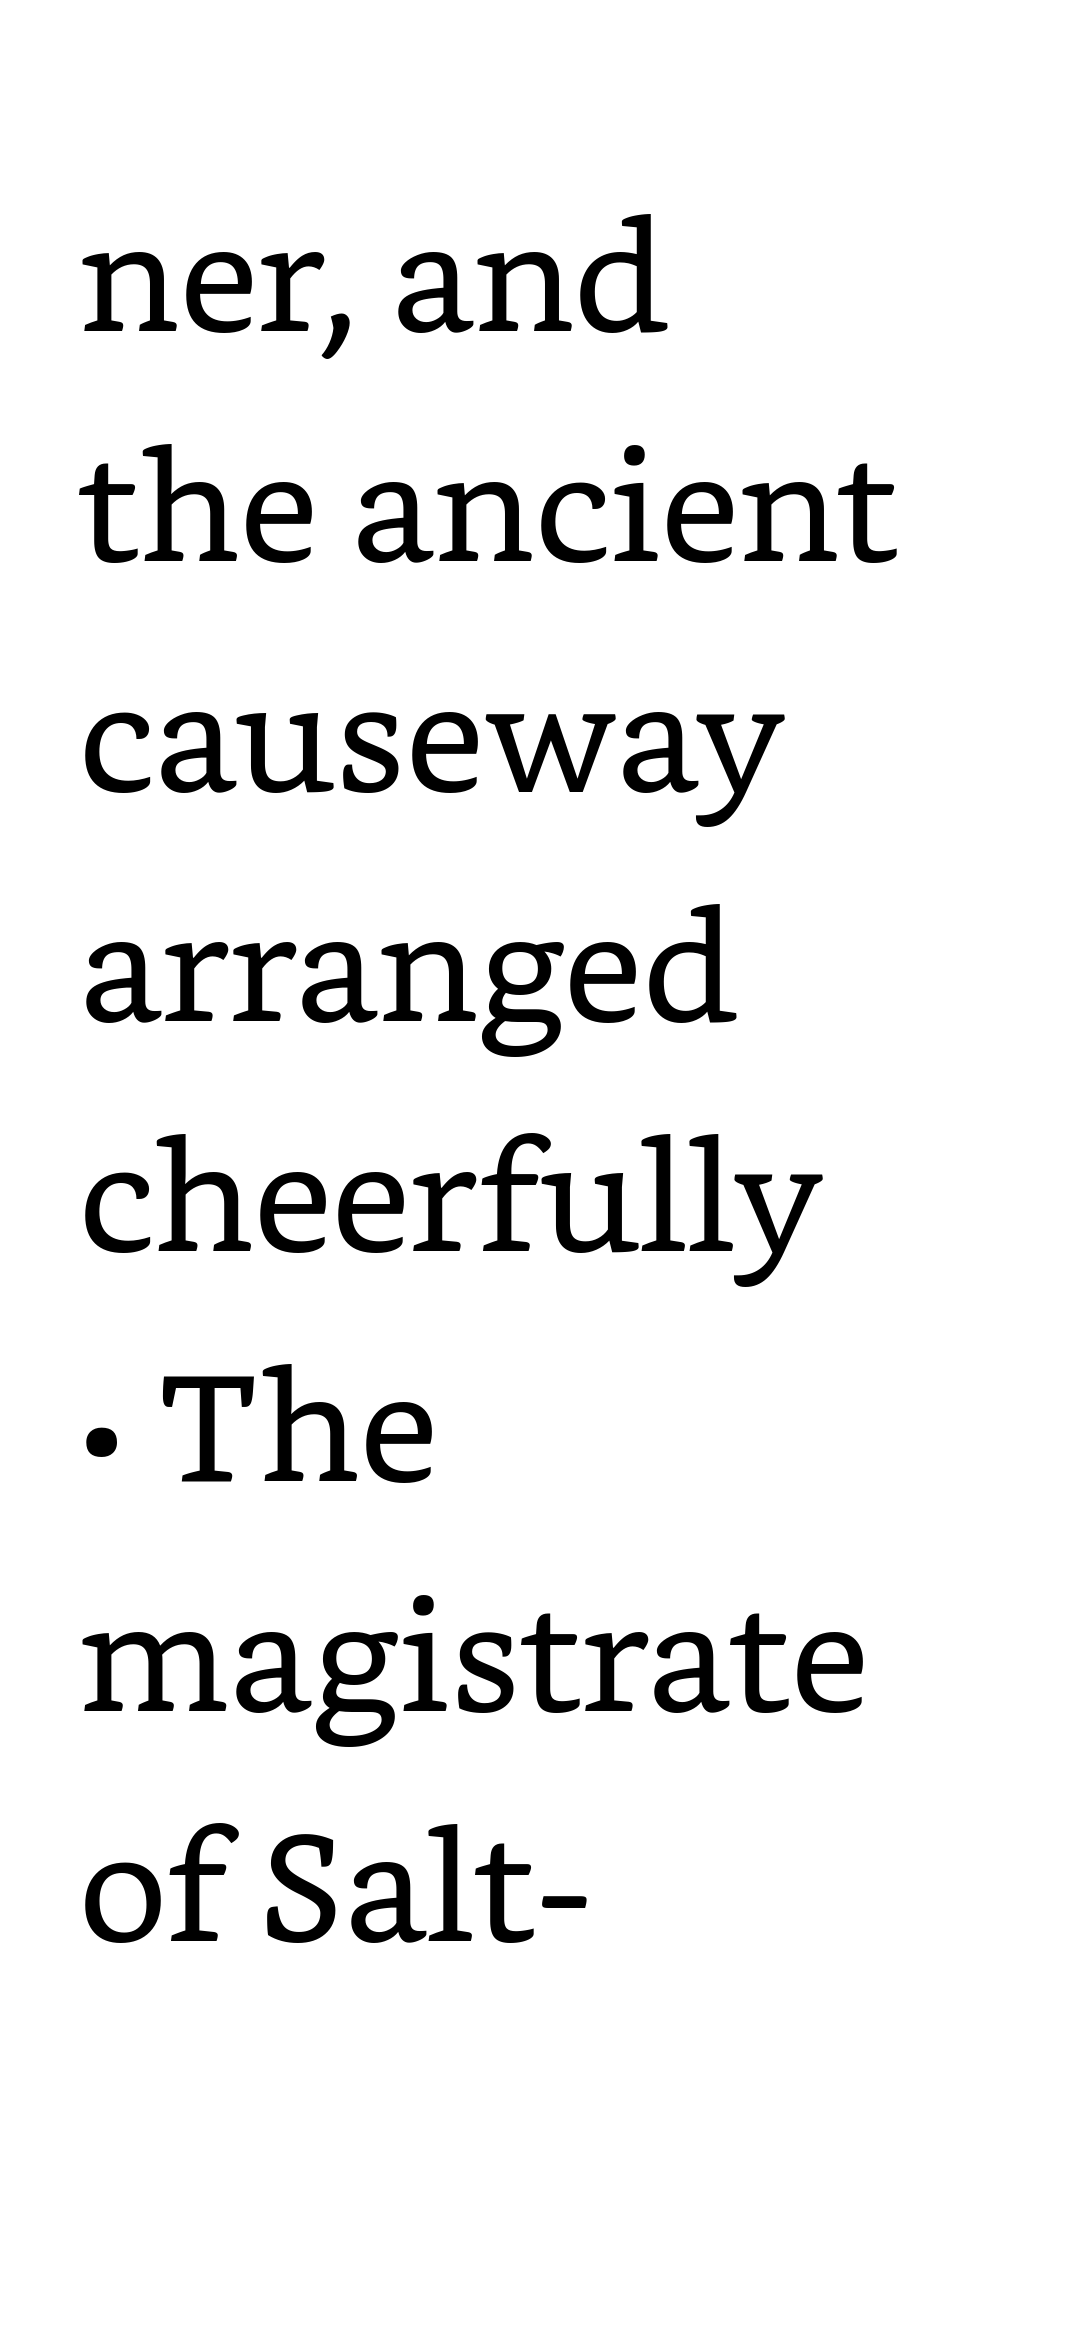 ner, and
the ancient
causeway
arranged
cheerfully
• The
magistrate
of Salt-